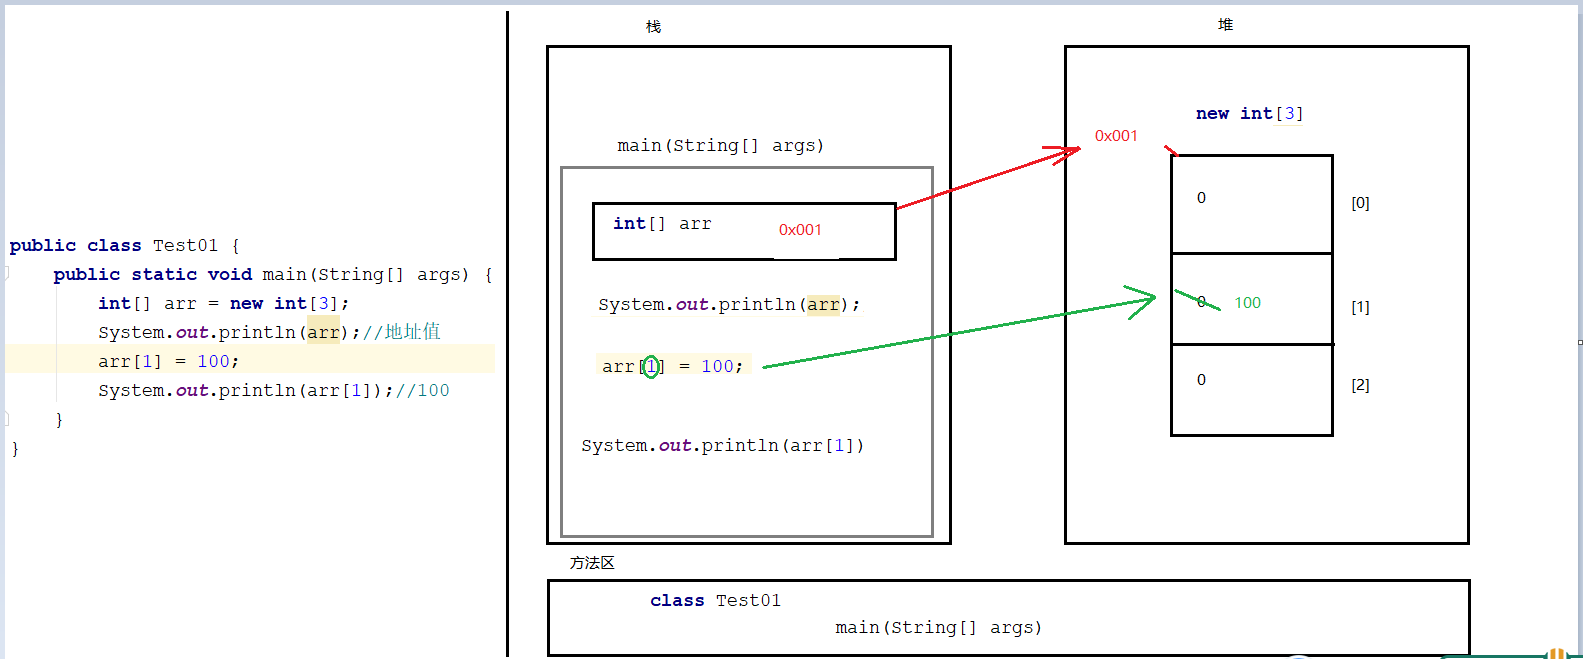 public class Test01 {
public static void main(String[] args) {
int[] arr = new int[3];
System.out.println(arr);//地址值
arr[1] = 100;
System.out.println(arr[1]);//100
}
}
栈
main(String[] args)
int[] arr 0x001
System.out.println(arr);
arr[1] = 100;
System.out.println(arr[1])
堆
new int[3]
0x001
0 [0]
0 100 [1]
0 [2]
方法区
class Test01
main(String[] args)